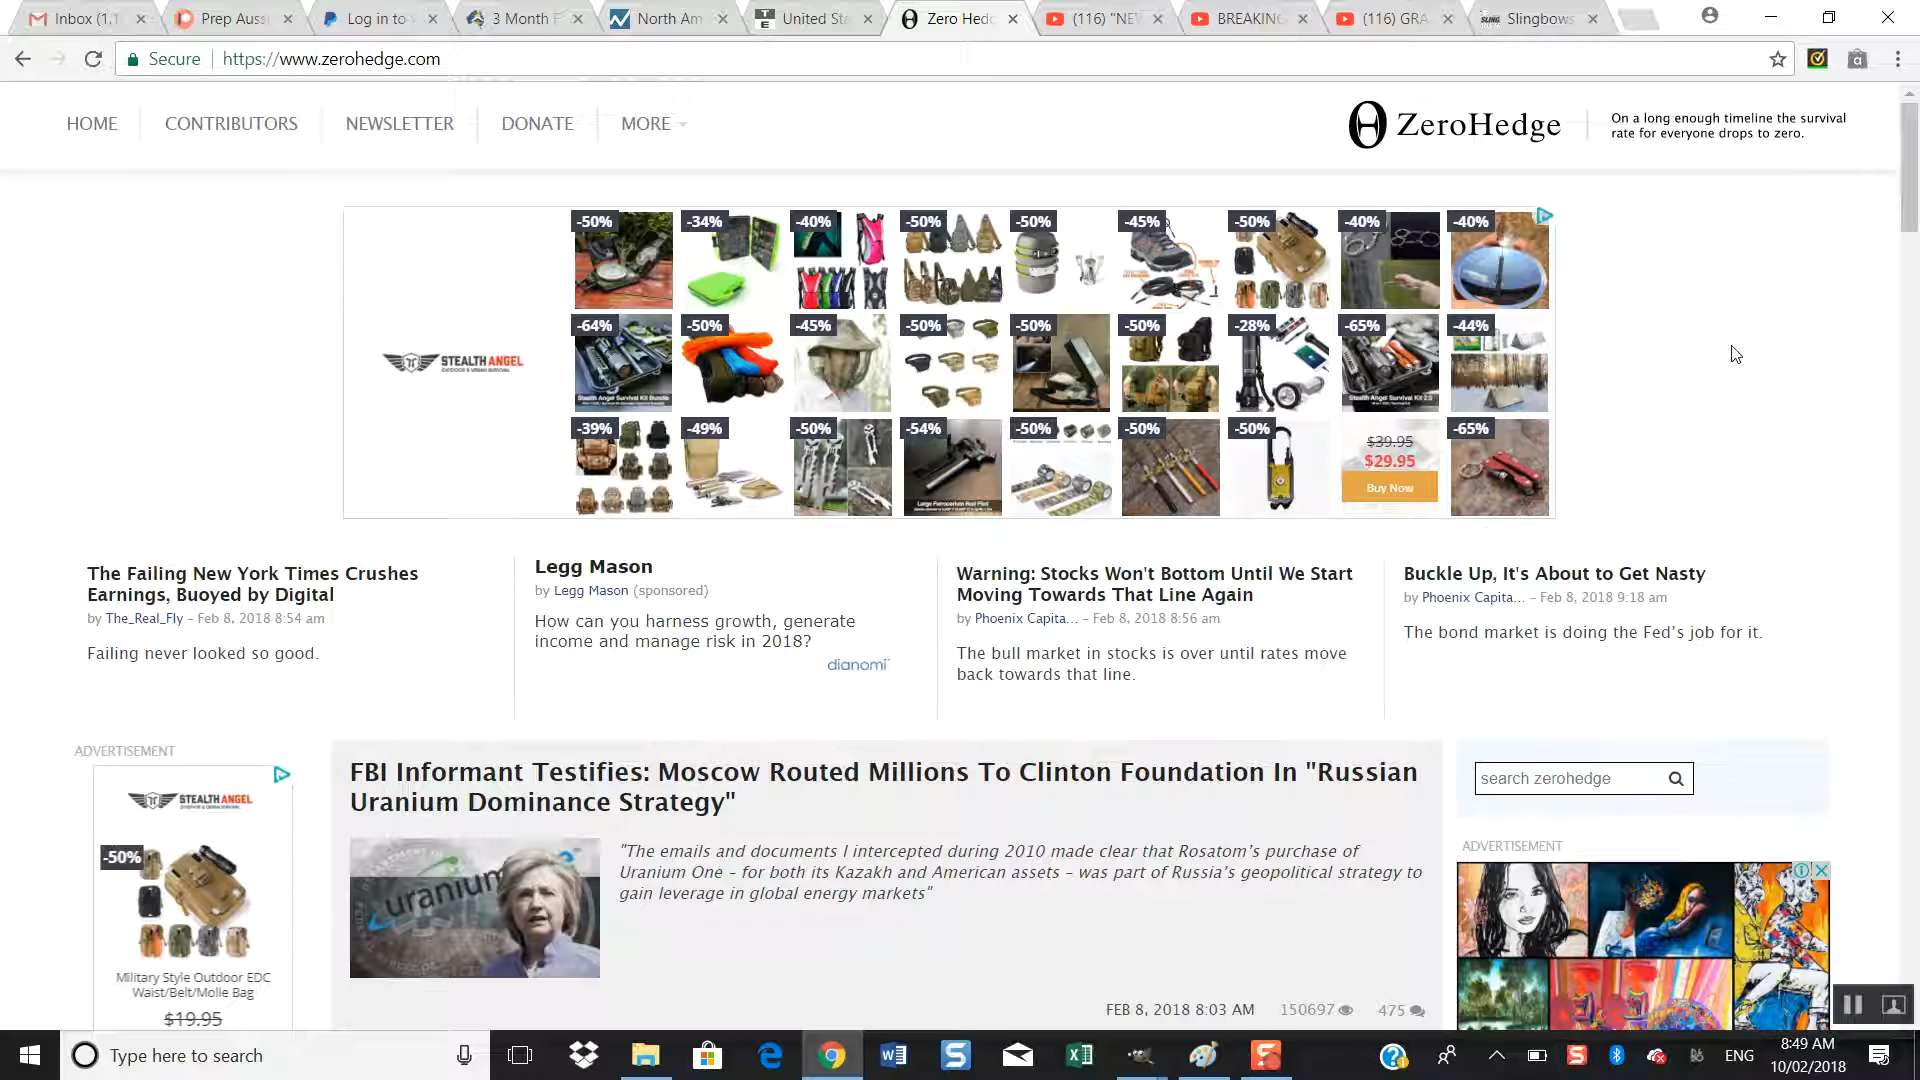 Inbox (1,1
Prep Auss
Log in to
3 Month F
North Am
United Sta
Zero Hedg
(116) "NEV
BREAKING
(116) GRA
Slingbows
Secure
https://www.zerohedge.com
HOME
CONTRIBUTORS
NEWSLETTER
DONATE
MORE
ZeroHedge
On a long enough timeline the survival
rate for everyone drops to zero.
-50% -34% -40% -50% -50% -45% -50% -40% -40%
STEALTH ANGEL
OUTDOOR & URBAN SURVIVAL
-64% -50% -45% -50% -50% -50% -28% -65% -44%
Stealth Angel Survival Kit Bundle
Stealth Angel Survival Kit 2.0
-39% -49% -50% -54% -50% -50% -50% $39.95 -65%
$29.95
Buy Now
The Failing New York Times Crushes
Earnings, Buoyed by Digital
by The_Real_Fly - Feb 8, 2018 8:54 am
Failing never looked so good.
Legg Mason
by Legg Mason (sponsored)
How can you harness growth, generate
income and manage risk in 2018?
dianomi
Warning: Stocks Won't Bottom Until We Start
Moving Towards That Line Again
by Phoenix Capita... - Feb 8, 2018 8:56 am
The bull market in stocks is over until rates move
back towards that line.
Buckle Up, It's About to Get Nasty
by Phoenix Capita... - Feb 8, 2018 9:18 am
The bond market is doing the Fed's job for it.
ADVERTISEMENT
STEALTH ANGEL
-50%
Military Style Outdoor EDC
Waist/Belt/Molle Bag
$19.95
FBI Informant Testifies: Moscow Routed Millions To Clinton Foundation In "Russian
Uranium Dominance Strategy"
uranium
"The emails and documents I intercepted during 2010 made clear that Rosatom's purchase of
Uranium One – for both its Kazakh and American assets – was part of Russia's geopolitical strategy to
gain leverage in global energy markets"
FEB 8, 2018 8:03 AM
150697
475
search zerohedge
ADVERTISEMENT
Type here to search
ENG
8:49 AM
10/02/2018